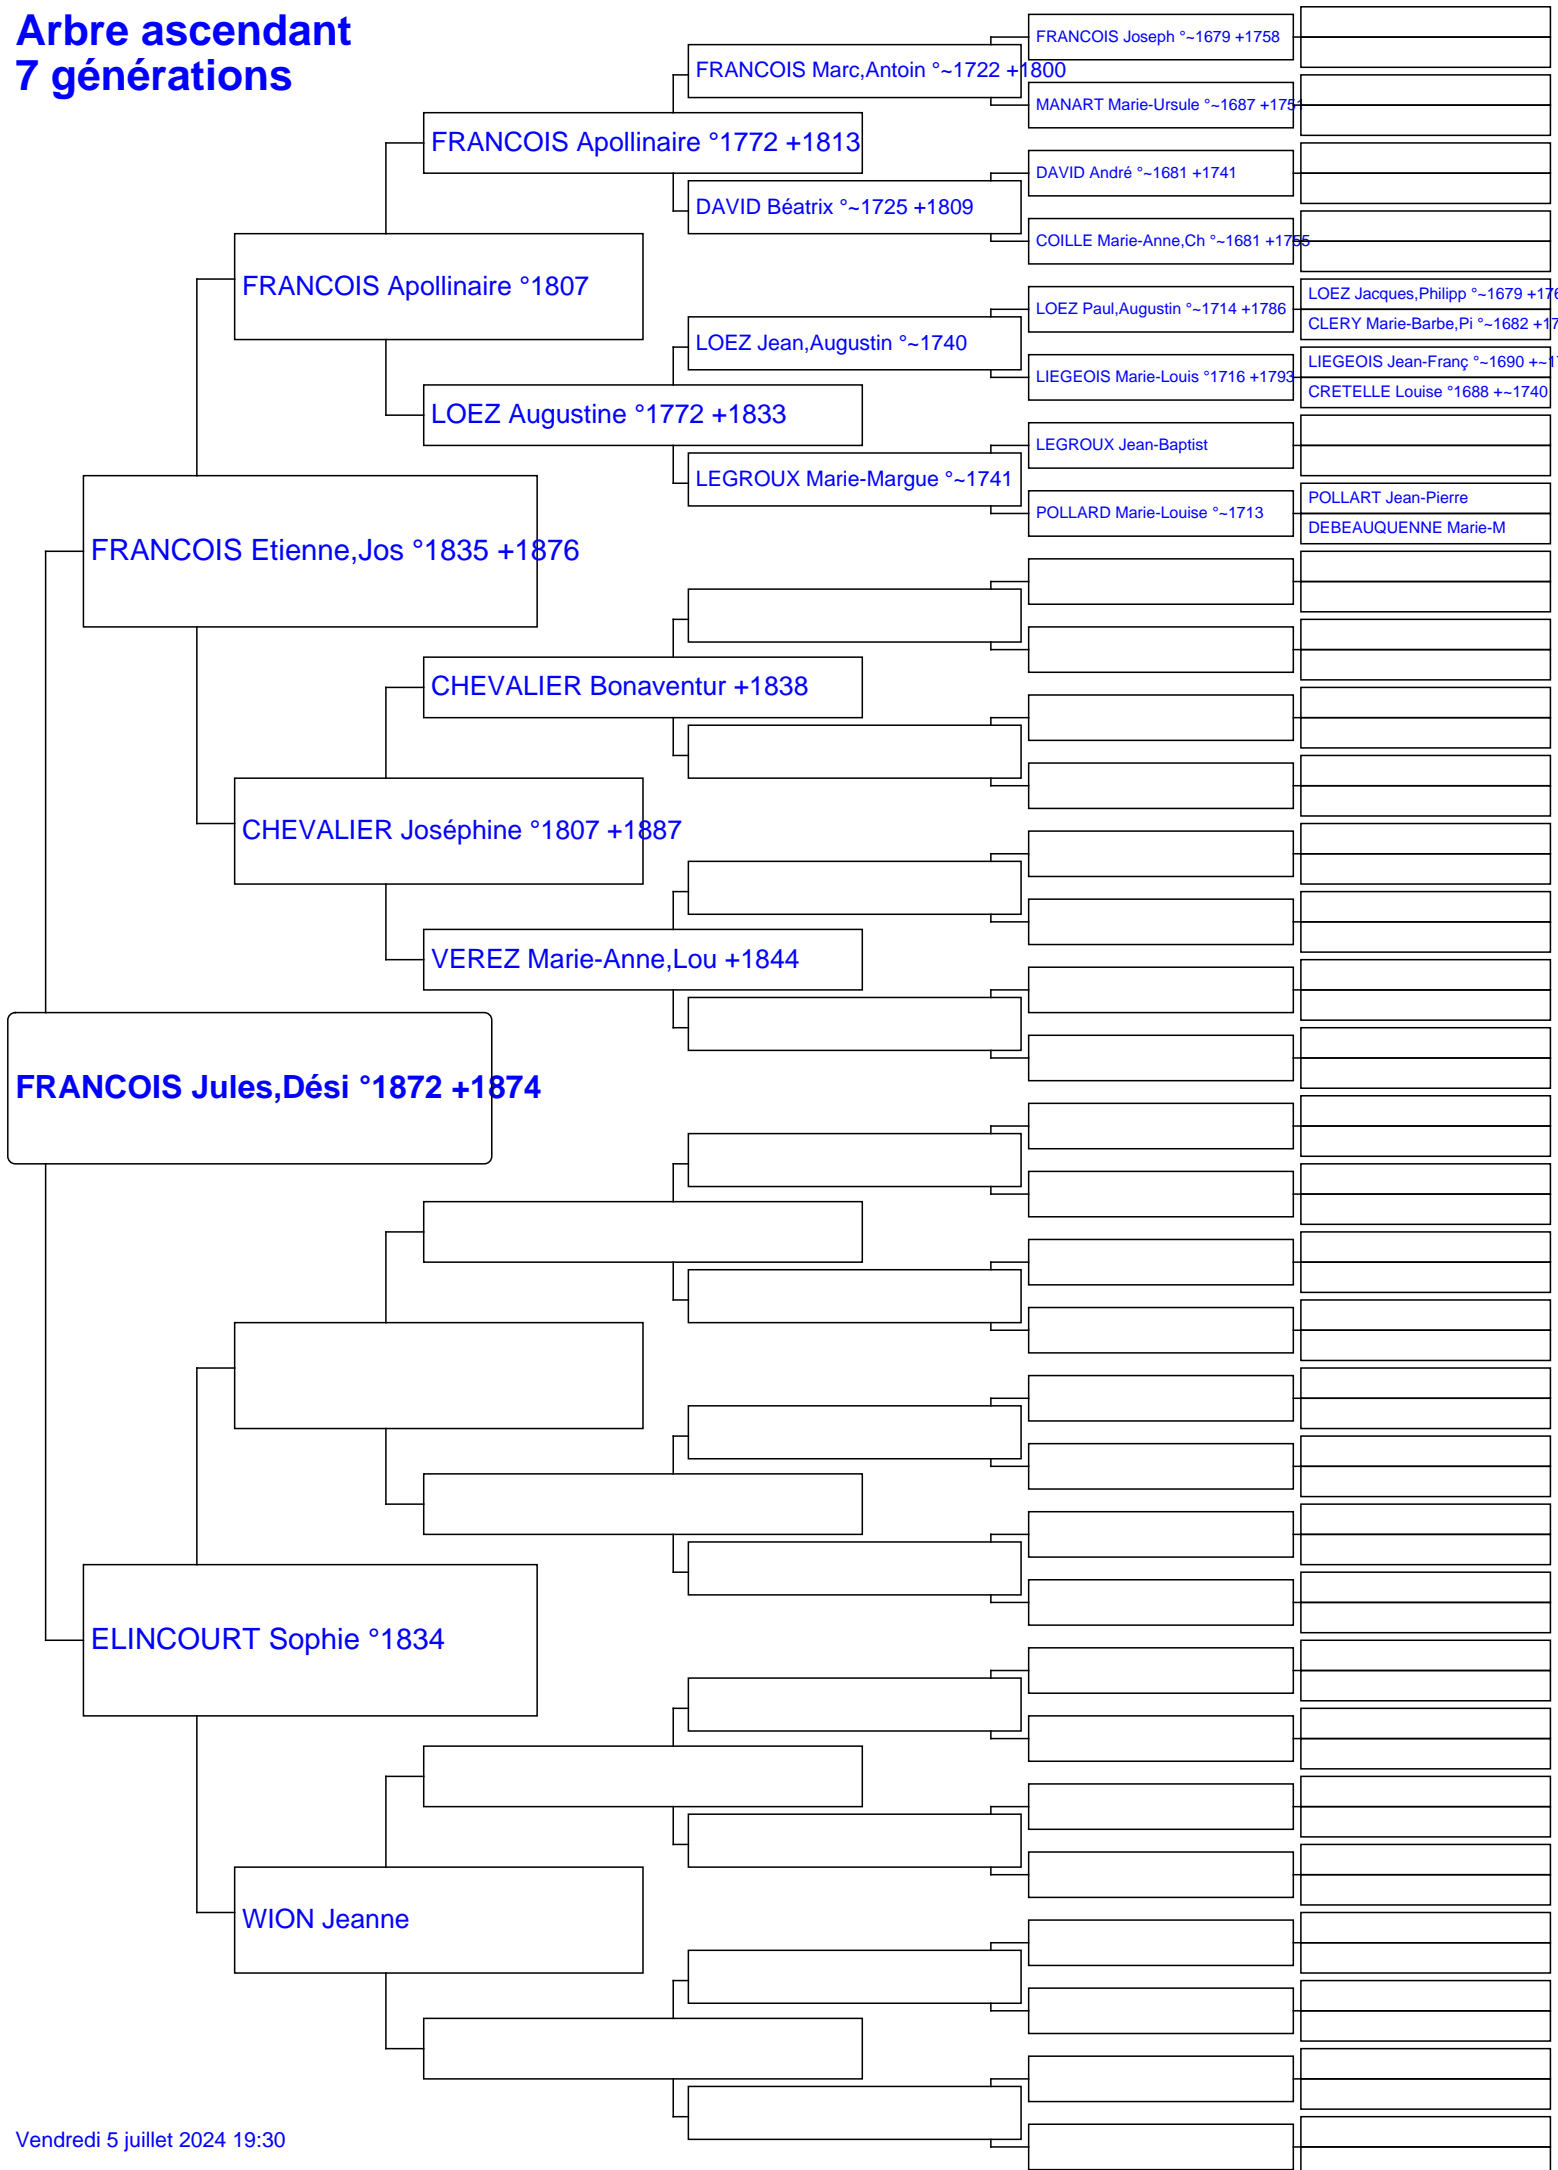 Arbre ascendant
7 générations
FRANCOIS Joseph °~1679 +1758
FRANCOIS Marc,Antoin °~1722 +1800
MANART Marie-Ursule °~1687 +1751
FRANCOIS Apollinaire °1772 +1813
DAVID André °~1681 +1741
DAVID Béatrix °~1725 +1809
COILLE Marie-Anne,Ch °~1681 +1755
FRANCOIS Apollinaire °1807
LOEZ Jacques,Philipp °~1679 +176
LOEZ Paul,Augustin °~1714 +1786
CLERY Marie-Barbe,Pi °~1682 +17
LOEZ Jean,Augustin °~1740
LIEGEOIS Jean-Franç °~1690 +~17
LIEGEOIS Marie-Louis °1716 +1793
CRETELLE Louise °1688 +~1740
LOEZ Augustine °1772 +1833
LEGROUX Jean-Baptist
LEGROUX Marie-Margue °~1741
POLLART Jean-Pierre
POLLARD Marie-Louise °~1713
DEBEAUQUENNE Marie-M
FRANCOIS Etienne,Jos °1835 +1876
CHEVALIER Bonaventur +1838
CHEVALIER Joséphine °1807 +1887
VEREZ Marie-Anne,Lou +1844
FRANCOIS Jules,Dési °1872 +1874
ELINCOURT Sophie °1834
WION Jeanne
Vendredi 5 juillet 2024 19:30